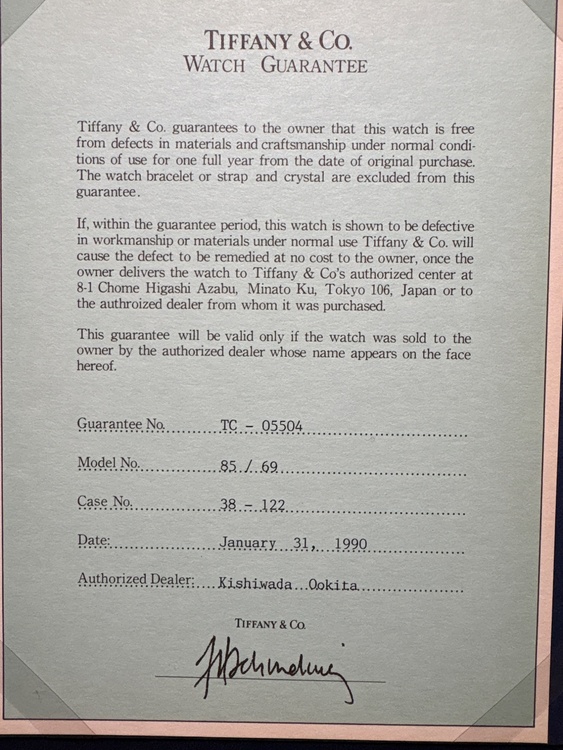 TIFFANY & CO.
WATCH GUARANTEE
Tiffany & Co. guarantees to the owner that this watch is free
from defects in materials and craftsmanship under normal condi-
tions of use for one full year from the date of original purchase.
The watch bracelet or strap and crystal are excluded from this
guarantee.
If, within the guarantee period, this watch is shown to be defective
in workmanship or materials under normal use Tiffany & Co. will
cause the defect to be remedied at no cost to the owner, once the
owner delivers the watch to Tiffany & Co's authorized center at
8-1 Chome Higashi Azabu, Minato Ku, Tokyo 106, Japan or to
the authroized dealer from whom it was purchased.
This guarantee will be valid only if the watch was sold to the
owner by the authorized dealer whose name appears on the face
hereof.
Guarantee No. TC - 05504
Model No. 85 / 69
Case No. 38 - 122
Date: January 31, 1990
Authorized Dealer: Kishiwada Ookita
TIFFANY & CO.